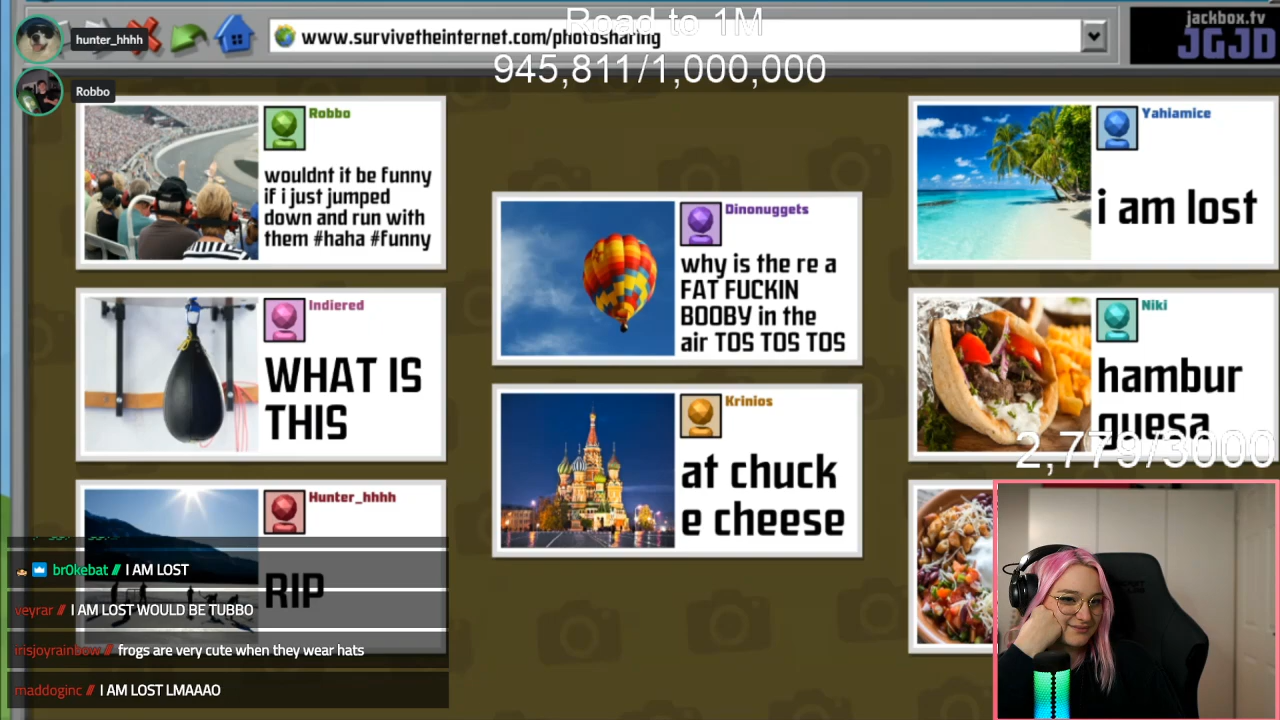 Road to 1M
945,811/1,000,000
www.survivetheinternet.com/photosharing
jackbox.tv
JGJD
hunter_hhhh
Robbo
Robbo
wouldnt it be funny
if i just jumped
down and run with
them #haha #funny
Indiered
WHAT IS
THIS
Hunter_hhhh
RIP
Dinonuggets
why is the re a
FAT FUCKIN
BOOBY in the
air TOS TOS TOS
Krinios
at chuck
e cheese
Yahiamice
i am lost
Niki
hambur
guesa
2,779/3000
br0kebat // I AM LOST
veyrar // I AM LOST WOULD BE TUBBO
irisjoyrainbow // frogs are very cute when they wear hats
maddoginc // I AM LOST LMAAAO